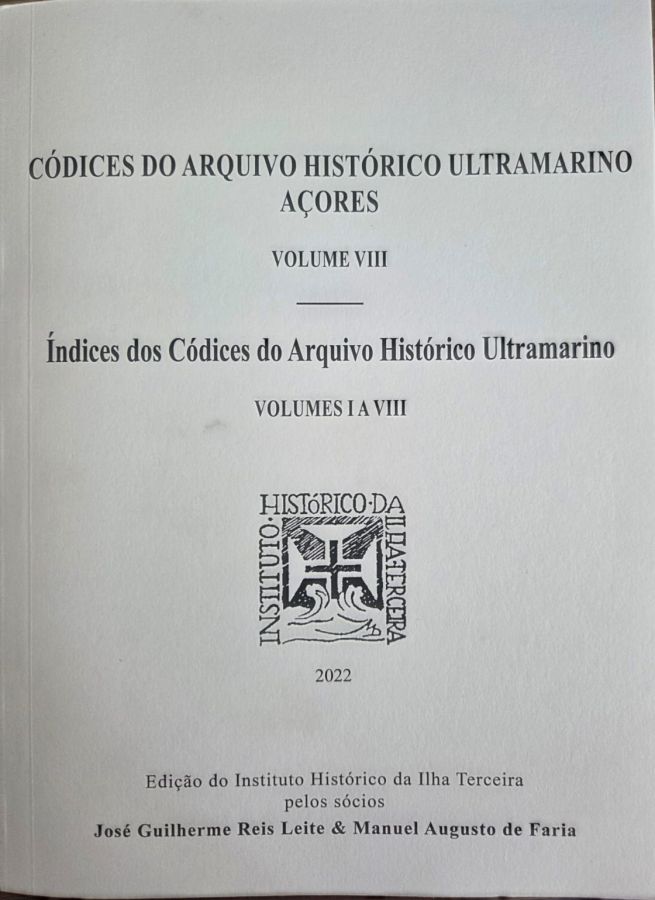 CÓDICES DO ARQUIVO HISTÓRICO ULTRAMARINO
AÇORES
VOLUME VIII
Índices dos Códices do Arquivo Histórico Ultramarino
VOLUMES I A VIII
INSTITUTO·
HISTÓRICO·DA
ILHA·TERCEIRA
2022
Edição do Instituto Histórico da Ilha Terceira
pelos sócios
José Guilherme Reis Leite & Manuel Augusto de Faria